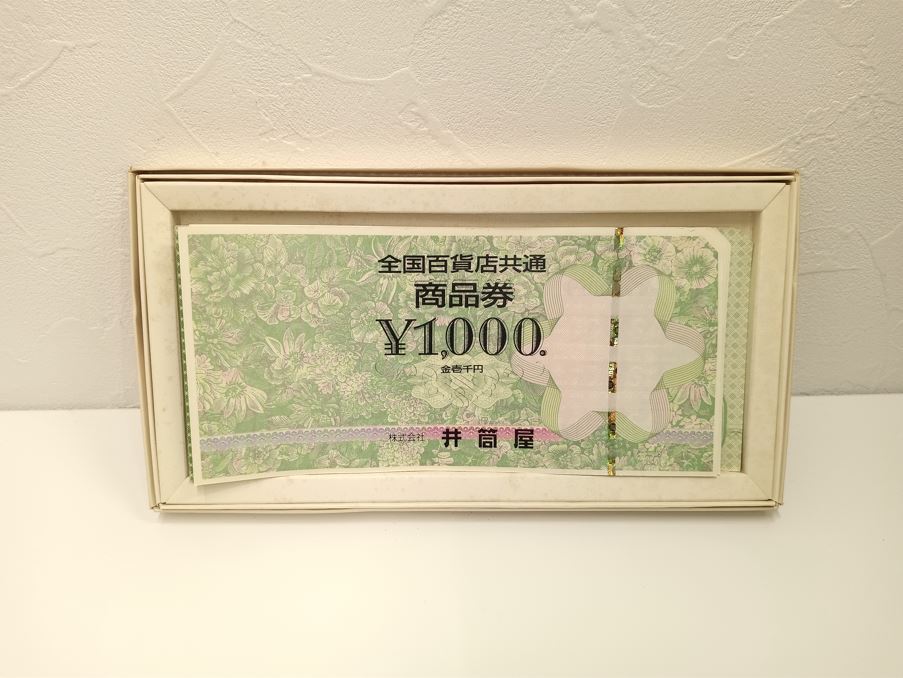 全国百貨店共通
商品券
¥1,000.
金壱千円
株式会社 井筒屋